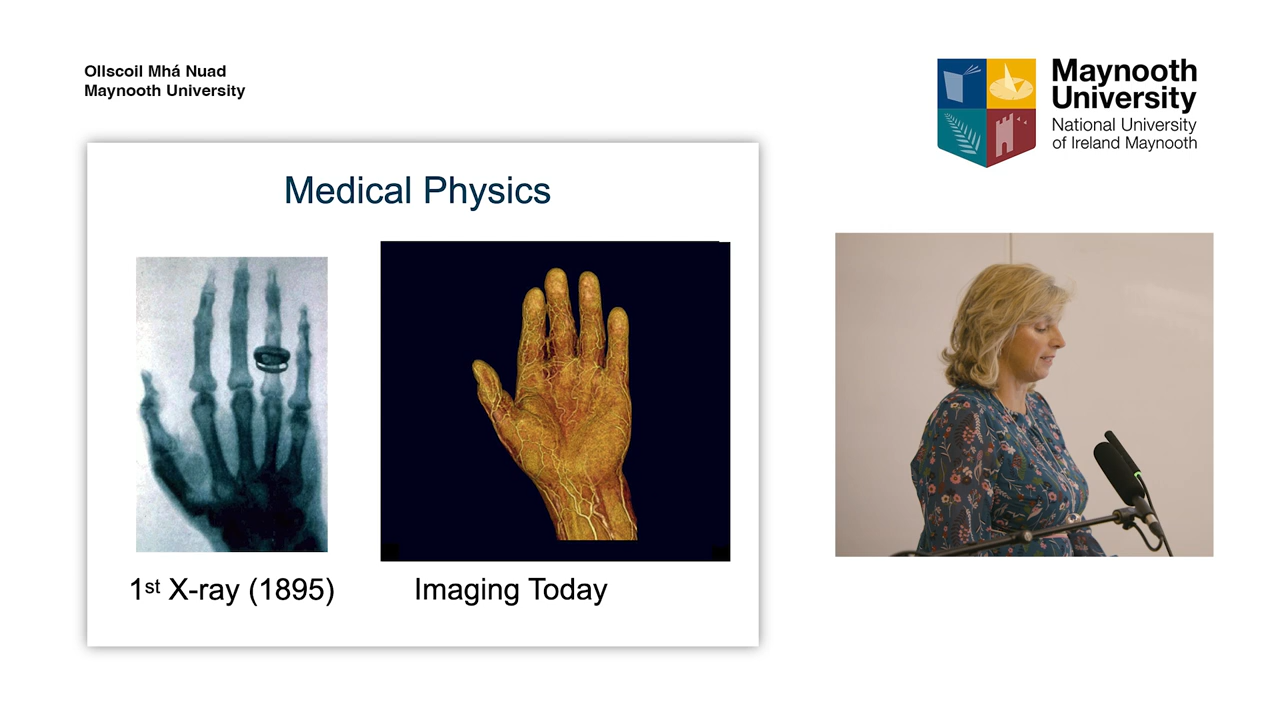 Ollscoil Mhá Nuad
Maynooth University
Maynooth
University
National University
of Ireland Maynooth
Medical Physics
1st X-ray (1895)
Imaging Today